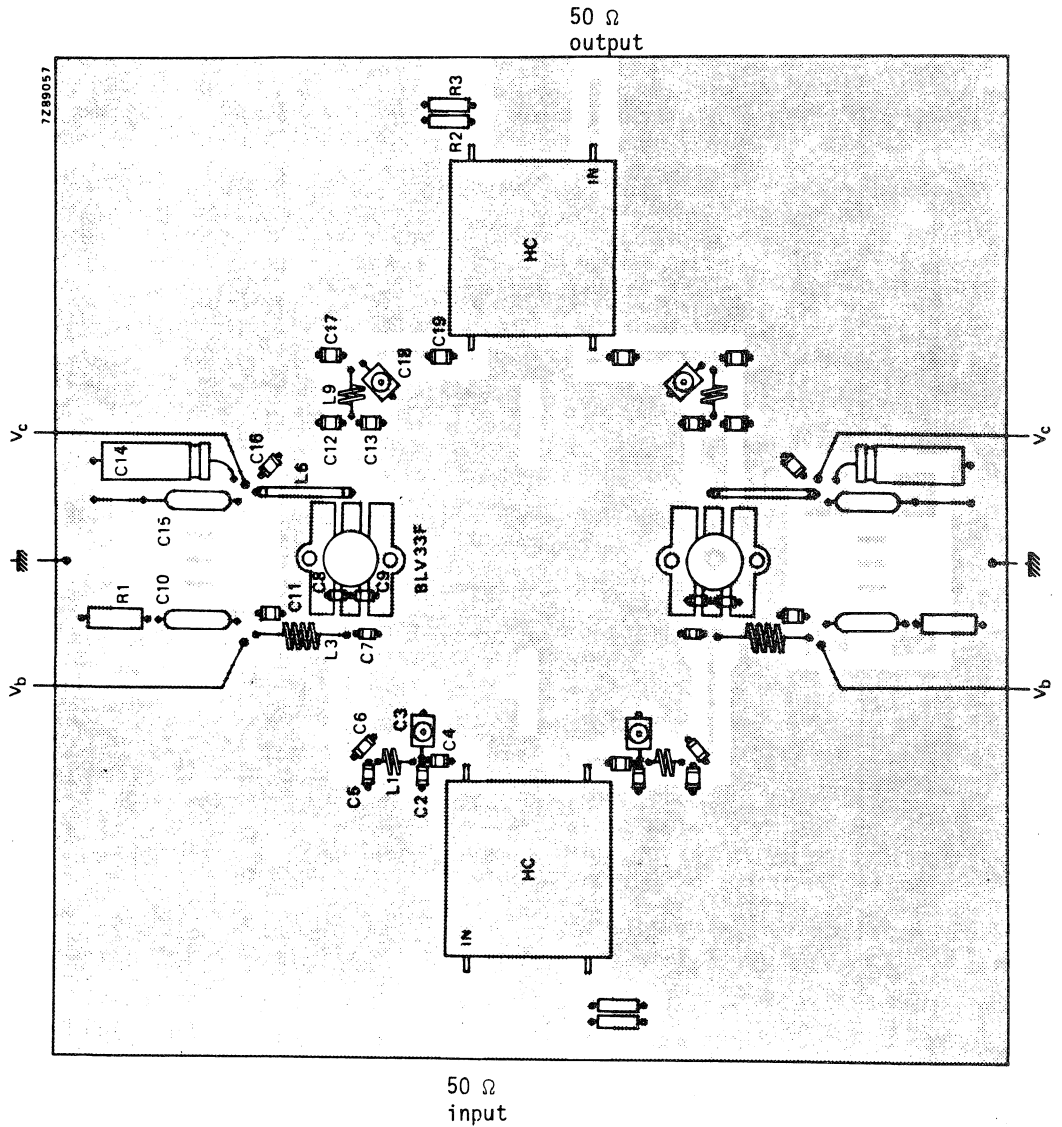 50 Ω
output
7Z89057
R3
R2
IN
HC
C17
C19
C18
L9
Vc
C12
C13
Vc
C14
C16
L6
C15
BLV33F
C8
C9
R1
C10
C11
L3
C7
Vb
Vb
C6
C3
C4
C5
L1
C2
HC
IN
50 Ω
input